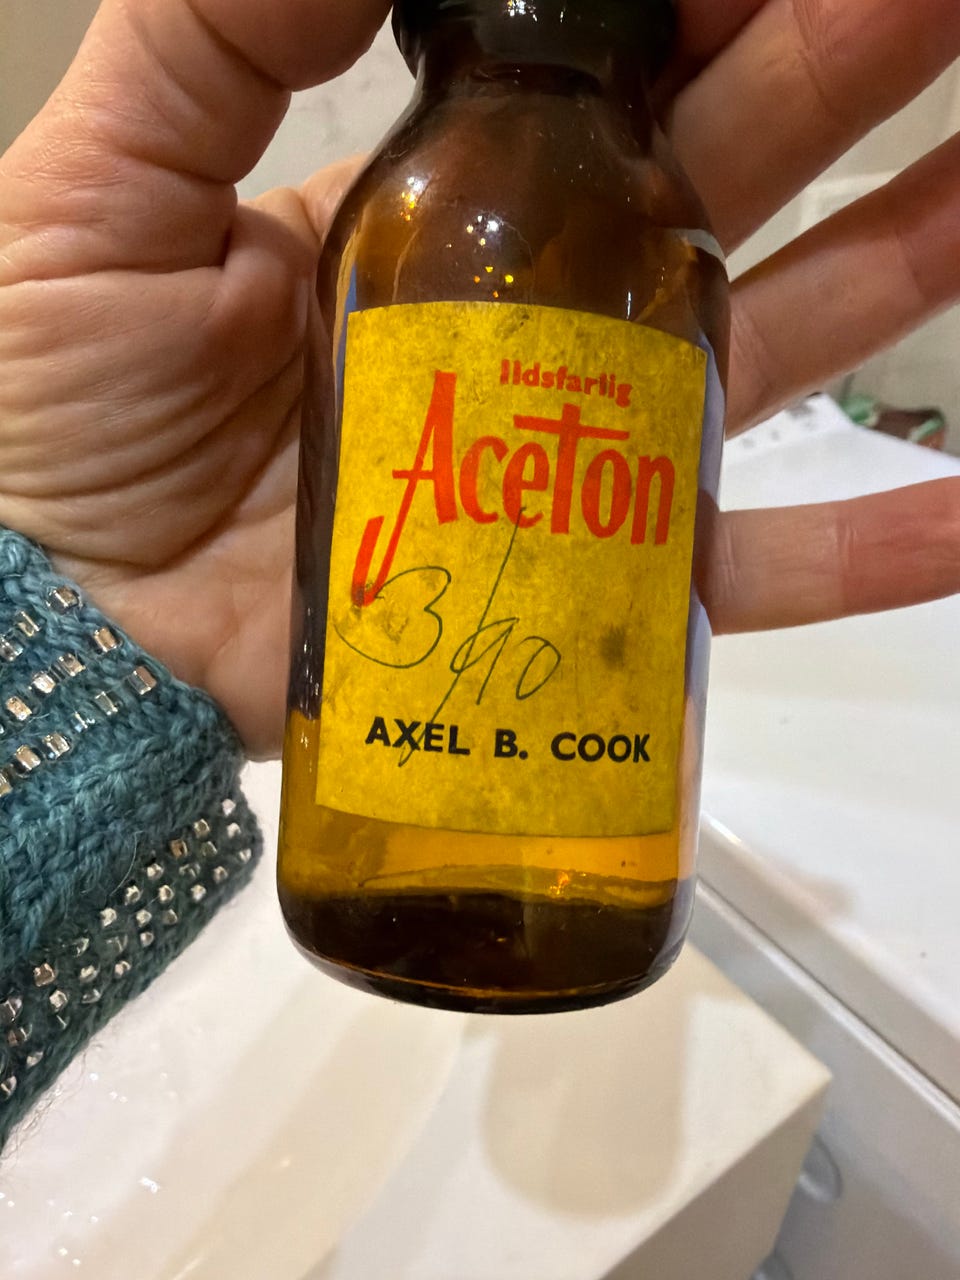 Ildsfarlig
Aceton
3/90
AXEL B. COOK